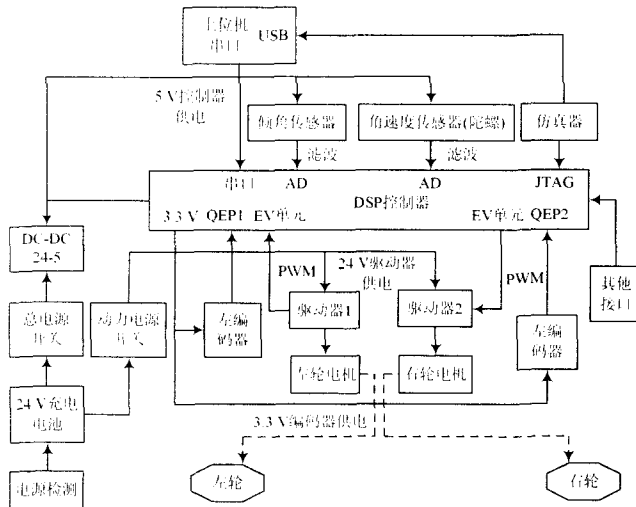 上位机
串口 USB
5 V控制器
供电
倾角传感器
角速度传感器(陀螺)
仿真器
滤波
滤波
串口 AD AD JTAG
DSP控制器
3.3 V QEP1 EV单元 EV单元 QEP2
DC-DC
24-5
PWM
24 V驱动器
供电
PWM
其他
接口
总电源
开关
动力电源
开关
左编
码器
驱动器1
驱动器2
左编
码器
左轮电机
右轮电机
24 V充电
电池
3.3 V编码器供电
电源检测
左轮
右轮